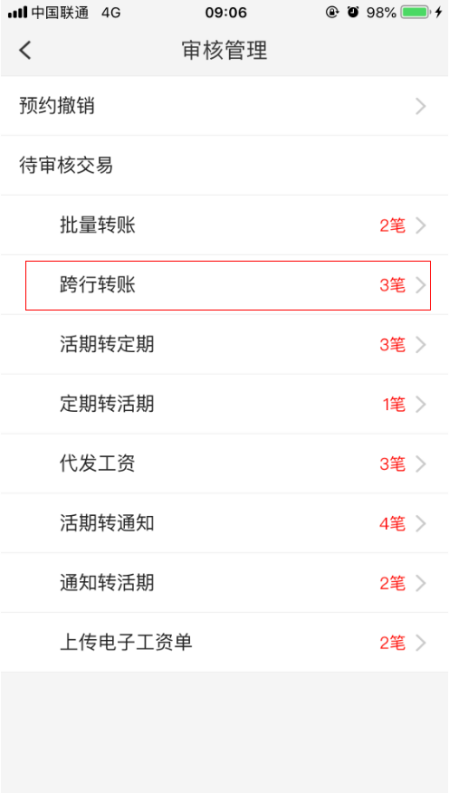 中国联通 4G 09:06 98%
审核管理
预约撤销
待审核交易
批量转账 2笔
跨行转账 3笔
活期转定期 3笔
定期转活期 1笔
代发工资 3笔
活期转通知 4笔
通知转活期 2笔
上传电子工资单 2笔